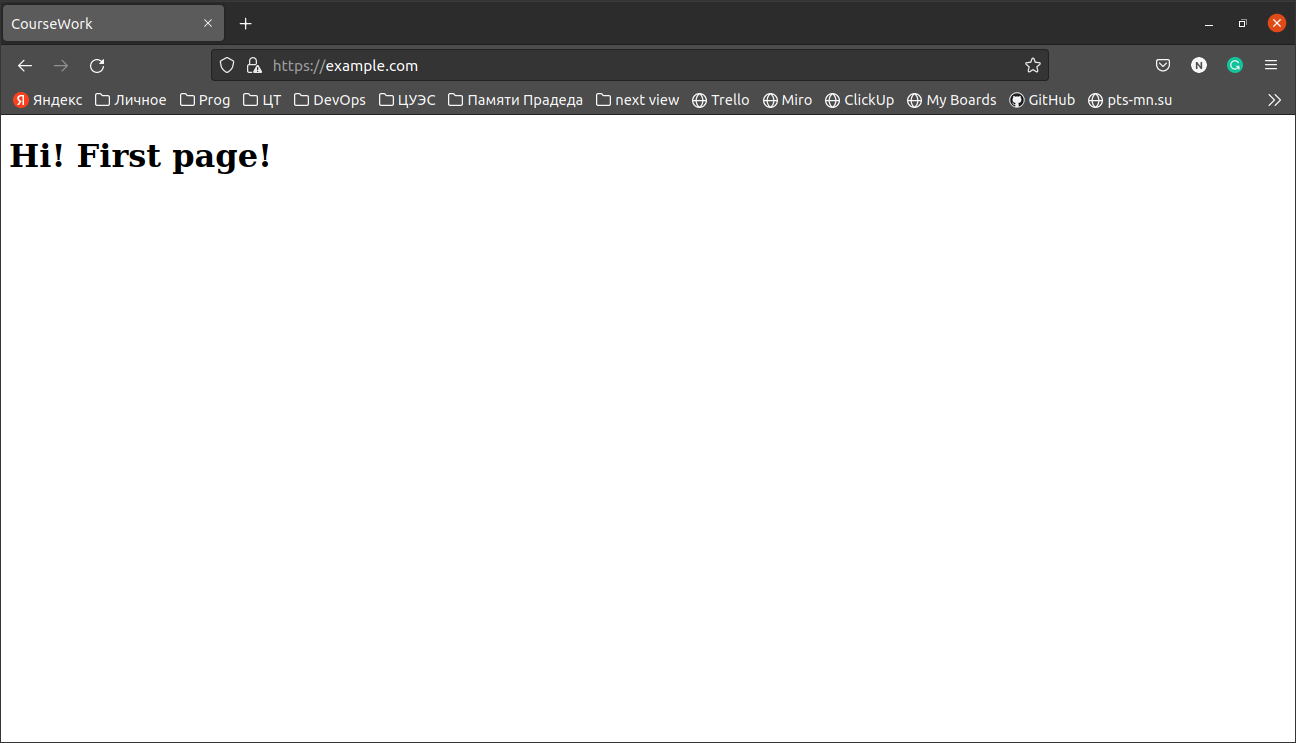 CourseWork
https://example.com
Яндекс Личное Prog ЦТ DevOps ЦУЭС Памяти Прадеда next view Trello Miro ClickUp My Boards GitHub pts-mn.su
Hi! First page!